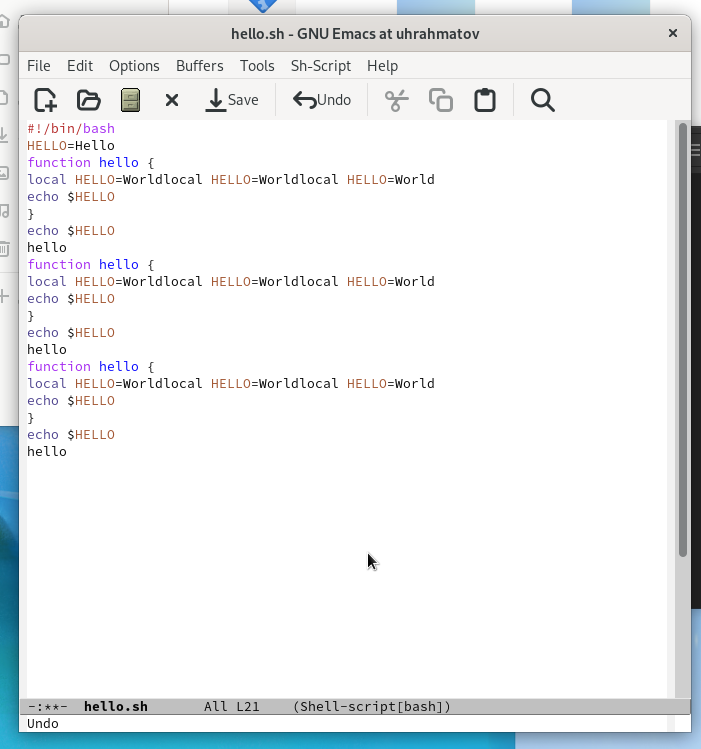 hello.sh - GNU Emacs at uhrahmatov ×
File Edit Options Buffers Tools Sh-Script Help
Save Undo
#!/bin/bash
HELLO=Hello
function hello {
local HELLO=Worldlocal HELLO=Worldlocal HELLO=World
echo $HELLO
}
echo $HELLO
hello
function hello {
local HELLO=Worldlocal HELLO=Worldlocal HELLO=World
echo $HELLO
}
echo $HELLO
hello
function hello {
local HELLO=Worldlocal HELLO=Worldlocal HELLO=World
echo $HELLO
}
echo $HELLO
hello
-:**- hello.sh All L21 (Shell-script[bash])
Undo